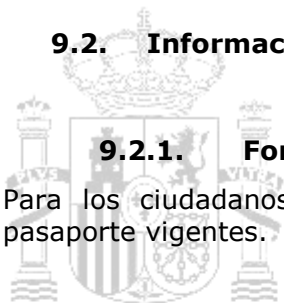 9.2. Informac
9.2.1. For
Para los ciudadanos
pasaporte vigentes.
PLVS
VLTRA